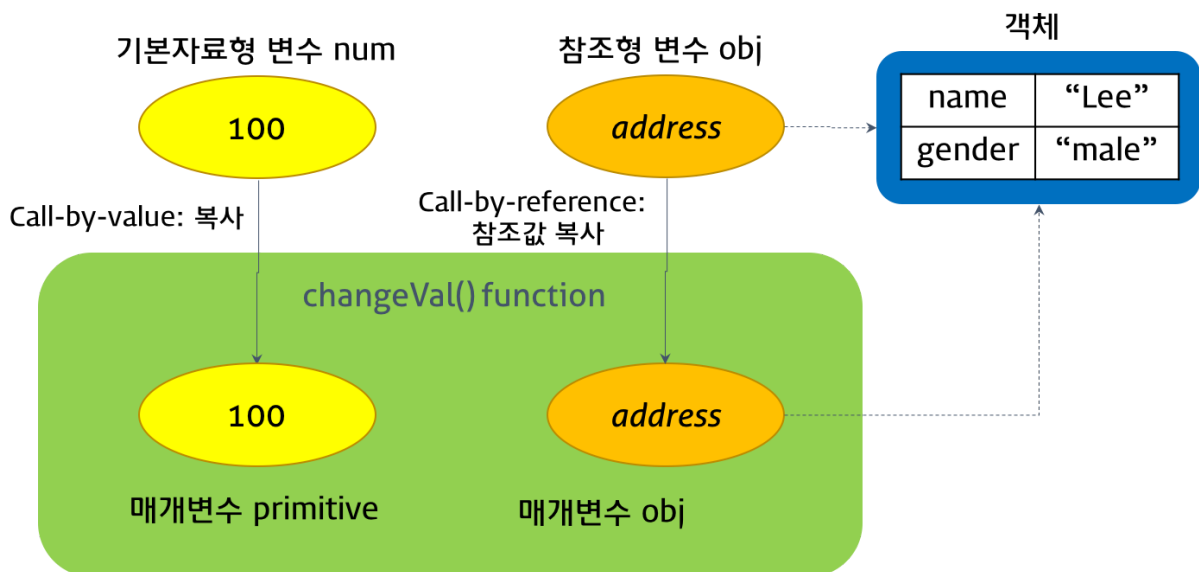 객체
기본자료형 변수 num
참조형 변수 obj
100
address
name “Lee”
gender “male”
Call-by-value: 복사
Call-by-reference:
참조값 복사
changeVal() function
100
address
매개변수 primitive
매개변수 obj